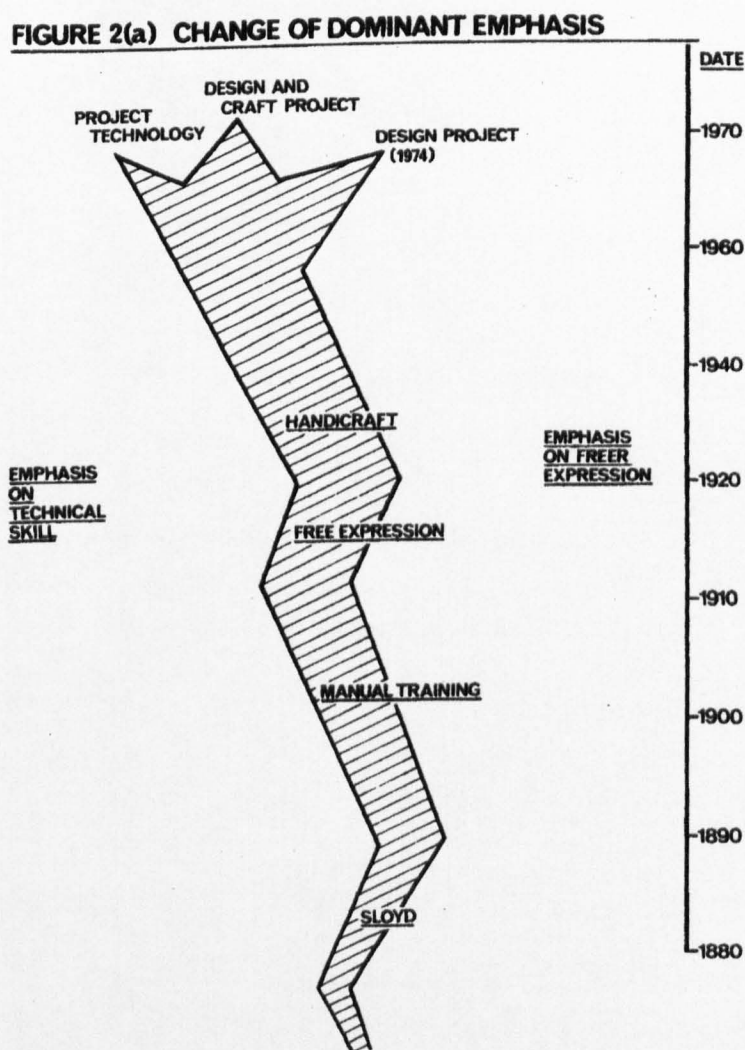 FIGURE 2(a) CHANGE OF DOMINANT EMPHASIS
DATE
DESIGN AND
CRAFT PROJECT
PROJECT
TECHNOLOGY
DESIGN PROJECT
(1974)
1970
1960
1940
HANDICRAFT
EMPHASIS
ON FREER
EXPRESSION
EMPHASIS
ON
TECHNICAL
SKILL
1920
FREE EXPRESSION
1910
MANUAL TRAINING
1900
1890
SLOYD
1880